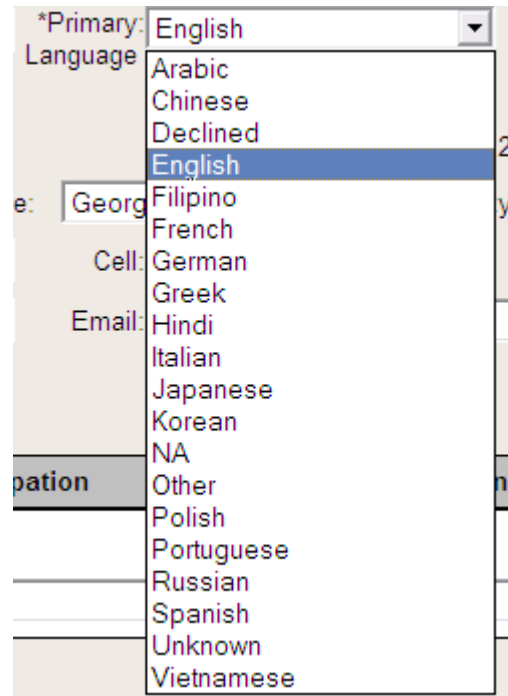 *Primary: English
Language
Arabic
Chinese
Declined
English
Filipino
e: Georg
French
Cell: German
Greek
Email: Hindi
Italian
Japanese
Korean
NA
pation Other
Polish
Portuguese
Russian
Spanish
Unknown
Vietnamese